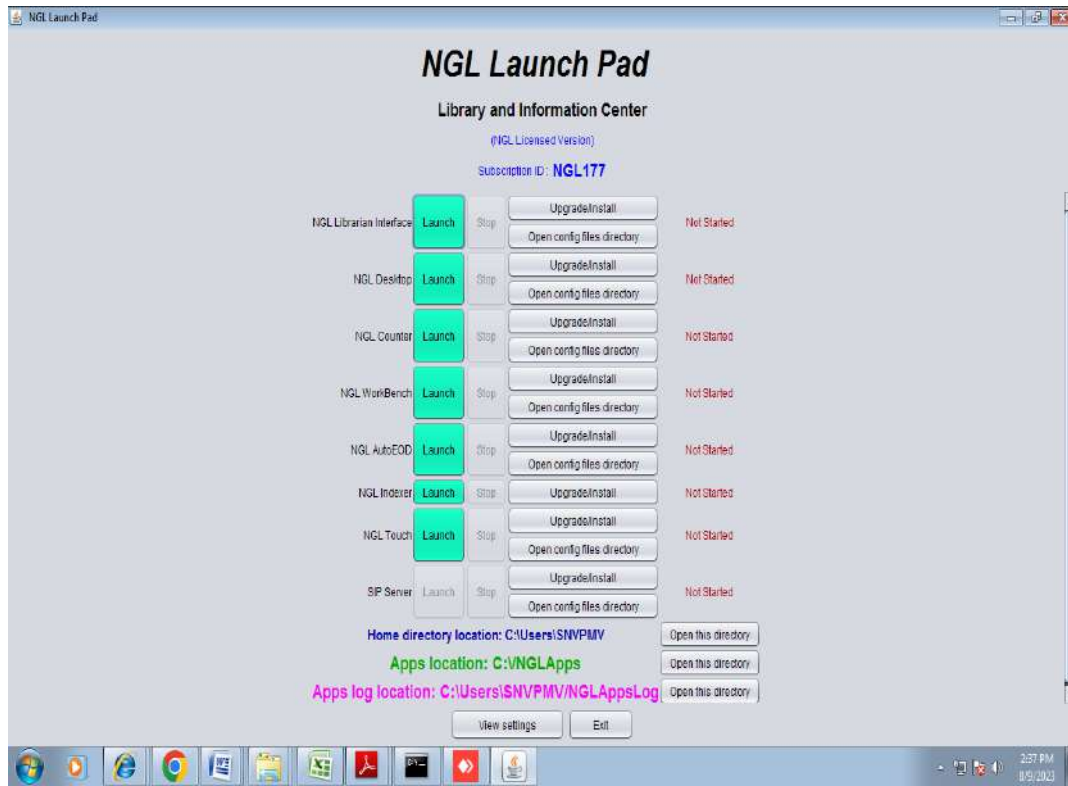 NGL Launch Pad
NGL Launch Pad
Library and Information Center
(NGL Licensed Version)
Subscription ID: NGL177
NGL Librarian Interface Launch Stop Upgrade/Install Not Started
Open config files directory
NGL Desktop Launch Stop Upgrade/Install Not Started
Open config files directory
NGL Counter Launch Stop Upgrade/Install Not Started
Open config files directory
NGL WorkBench Launch Stop Upgrade/Install Not Started
Open config files directory
NGL AutoEOD Launch Stop Upgrade/Install Not Started
Open config files directory
NGL Indexer Launch Stop Upgrade/Install Not Started
NGL Touch Launch Stop Upgrade/Install Not Started
Open config files directory
SIP Server Launch Stop Upgrade/Install Not Started
Open config files directory
Home directory location: C:\Users\SNVPMV Open this directory
Apps location: C:\/NGLApps Open this directory
Apps log location: C:\Users\SNVPMV/NGLAppsLog Open this directory
View settings Exit
2:37 PM
8/9/2023